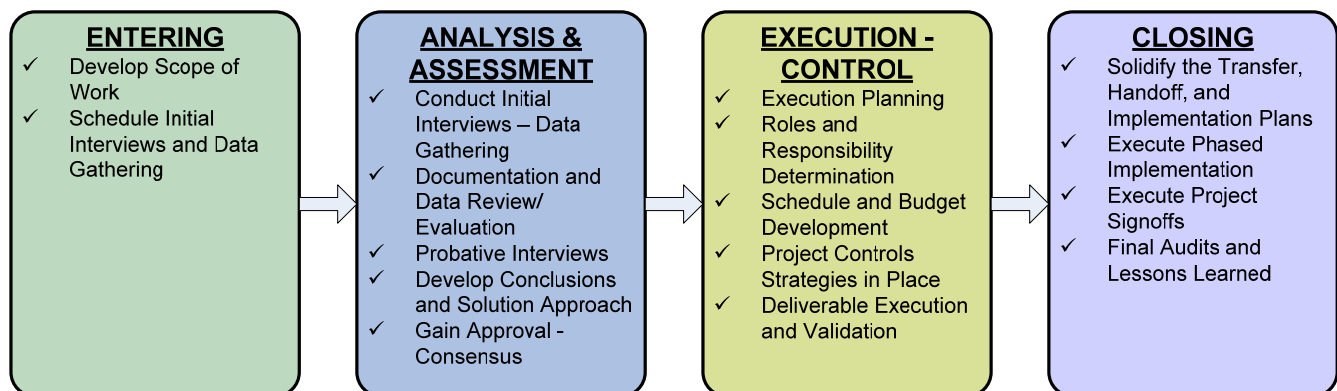 ENTERING
✓ Develop Scope of
Work
✓ Schedule Initial
Interviews and Data
Gathering
ANALYSIS &
ASSESSMENT
✓ Conduct Initial
Interviews – Data
Gathering
✓ Documentation and
Data Review/
Evaluation
✓ Probative Interviews
✓ Develop Conclusions
and Solution Approach
✓ Gain Approval -
Consensus
EXECUTION -
CONTROL
✓ Execution Planning
✓ Roles and
Responsibility
Determination
✓ Schedule and Budget
Development
✓ Project Controls
Strategies in Place
✓ Deliverable Execution
and Validation
CLOSING
✓ Solidify the Transfer,
Handoff, and
Implementation Plans
✓ Execute Phased
Implementation
✓ Execute Project
Signoffs
✓ Final Audits and
Lessons Learned